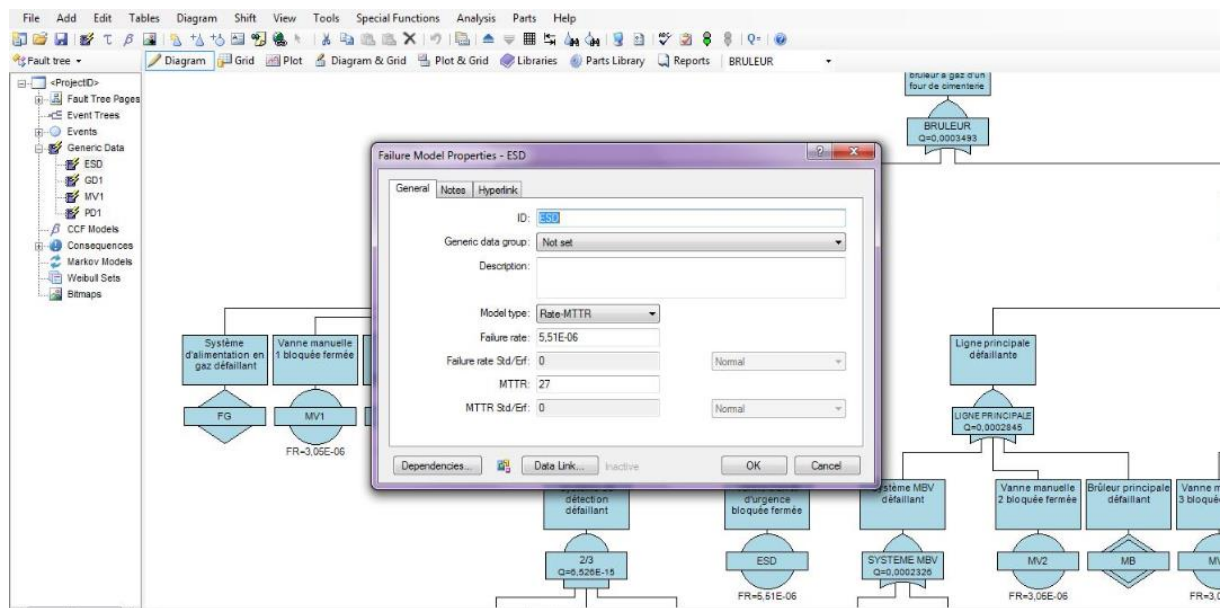 File Add Edit Tables Diagram Shift View Tools Special Functions Analysis Parts Help
Fault tree
Diagram Grid Plot Diagram & Grid Plot & Grid Libraries Parts Library Reports BRULEUR
<ProjectID>
Fault Tree Pages
Event Trees
Events
Generic Data
ESD
GD1
MV1
PD1
CCF Models
Consequences
Markov Models
Weibull Sets
Bitmaps
bruleur a gaz d'un
four de cimenterie
BRULEUR
Q=0,0003493
Failure Model Properties - ESD
General Notes Hyperlink
ID: ESD
Generic data group: Not set
Description:
Model type: Rate-MTTR
Failure rate: 5,51E-06
Failure rate Std/Erf: 0 Normal
MTTR: 27
MTTR Std/Erf: 0 Normal
Dependencies... Data Link... Inactive OK Cancel
Système
d'alimentation en
gaz défaillant
FG
Vanne manuelle
1 bloquée fermée
MV1
FR=3,05E-06
Ligne principale
défaillante
LIGNE PRINCIPALE
Q=0,0002845
détection
défaillant
2/3
Q=6,526E-15
d'urgence
bloquée fermée
ESD
FR=5,51E-06
système MBV
défaillant
SYSTEME MBV
Q=0,0002326
Vanne manuelle
2 bloquée fermée
MV2
FR=3,05E-06
Brûleur principale
défaillant
MB
Vanne m
3 bloqué
MV
FR=3,0